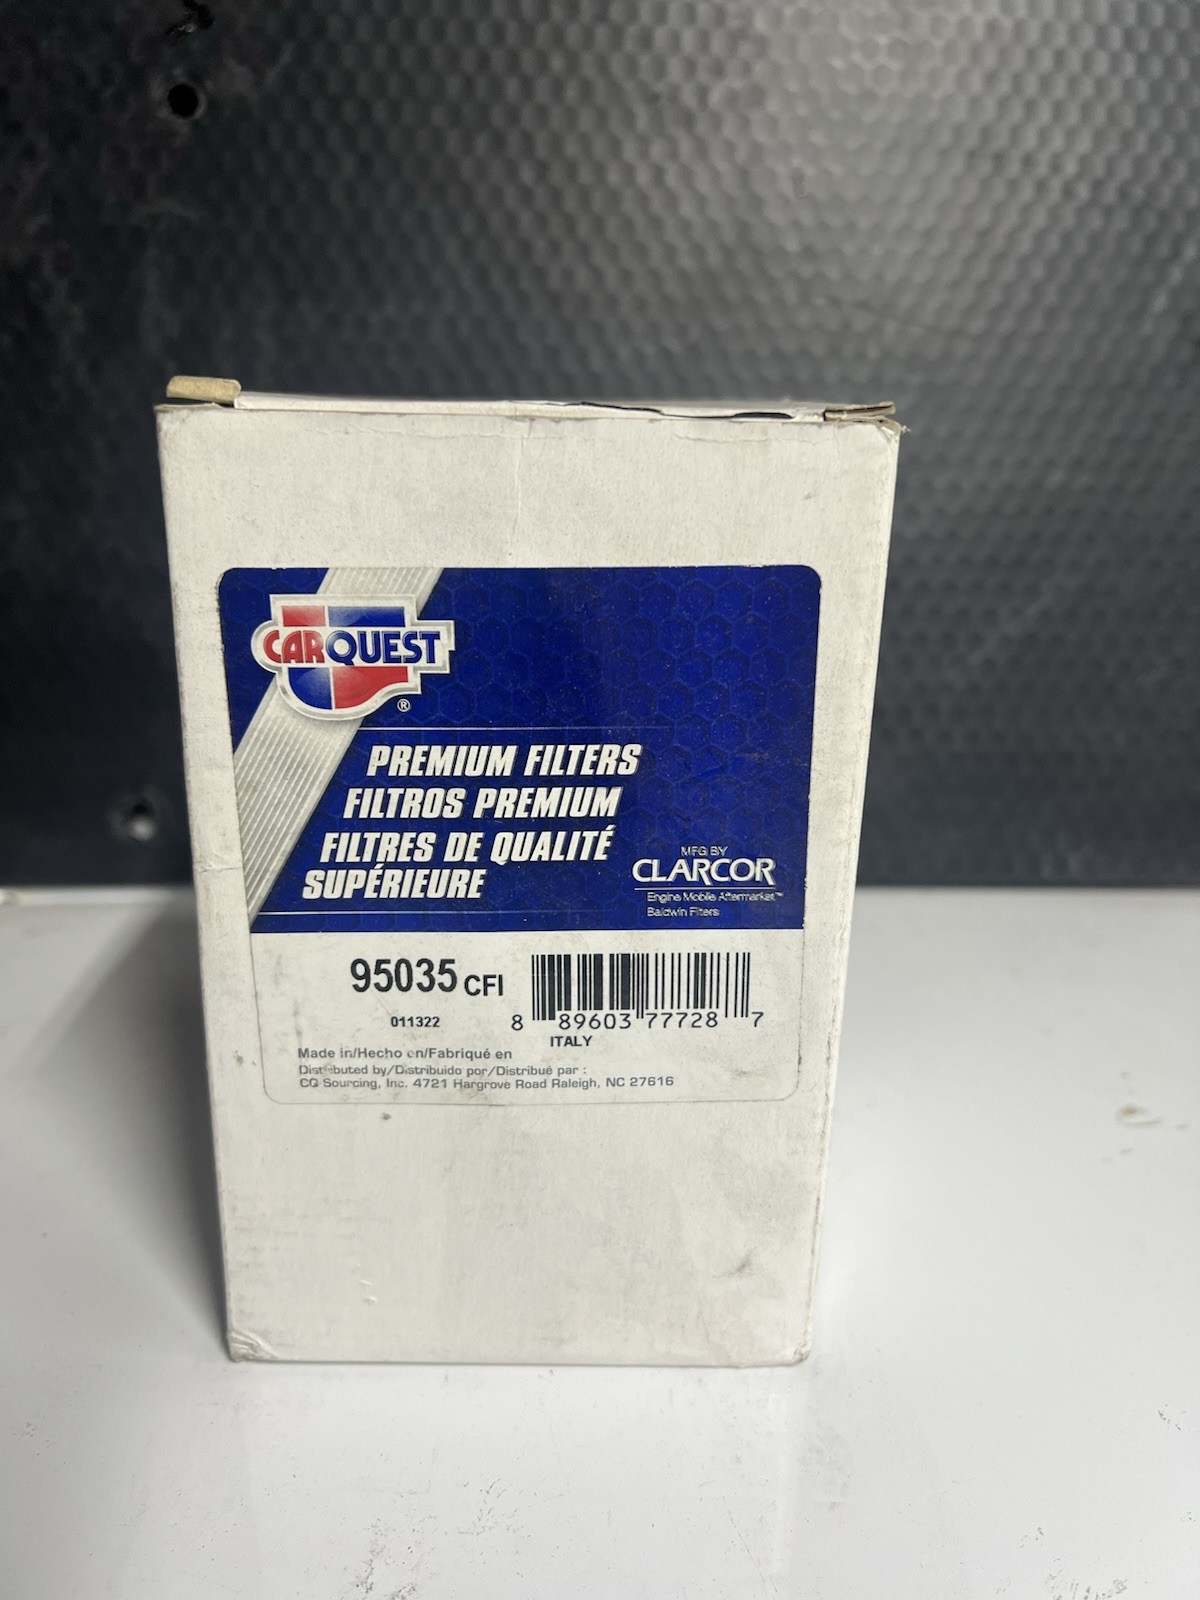 CARQUEST
®
PREMIUM FILTERS
FILTROS PREMIUM
FILTRES DE QUALITÉ
SUPÉRIEURE
MFG BY
CLARCOR
Engine Mobile Aftermarket™
Baldwin Filters
95035 CFI
011322
8 89603 77728 7
ITALY
Made in/Hecho en/Fabriqué en
Distributed by/Distribuido por/Distribué par :
CQ Sourcing, Inc. 4721 Hargrove Road Raleigh, NC 27616